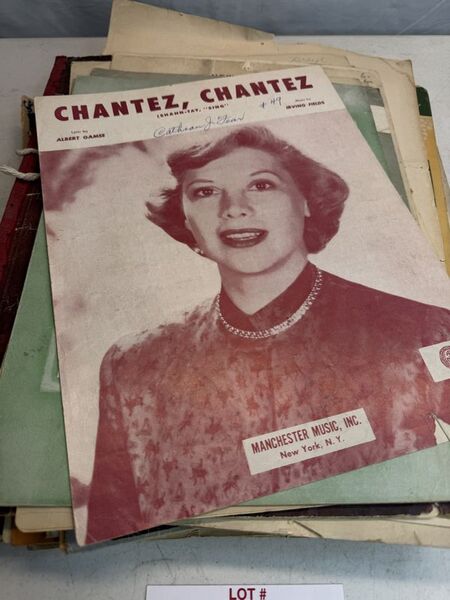 CHANTEZ, CHANTEZ
(SHAHN-TAY, "SING")
Lyric by
ALBERT GAMSE
Music by
IRVING FIELDS
#49
MANCHESTER MUSIC, INC.
New York, N. Y.
LOT #